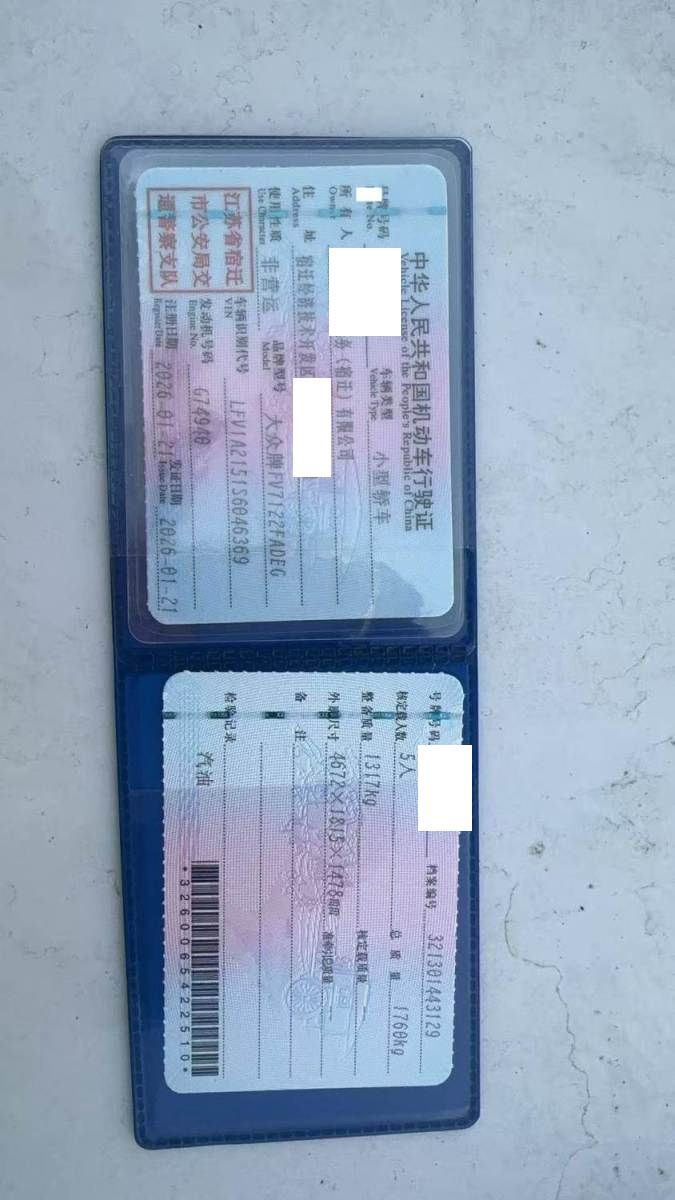 中华人民共和国机动车行驶证
Vehicle License of the People's Republic of China
号牌号码
Plate No.
车辆类型
Vehicle Type
小型轿车
所有人
Owner
务（宿迁）有限公司
住址
Address
宿迁经济技术开发区
使用性质
Use Character
非营运
品牌型号
Model
大众牌FV7122FADEG
江苏省宿迁
市公安局交
通警察支队
车辆识别代号
VIN
LFV1A2151S6046369
发动机号码
Engine No.
G74940
注册日期
Register Date
2026-01-21
发证日期
Issue Date
2026-01-21
号牌号码
档案编号
321301443129
核定载人数
5人
总质量
1760kg
整备质量
1317kg
核定载质量
外廓尺寸
4672×1815×1478mm
准牵引总质量
备注
检验记录
汽油
*3260065422510*